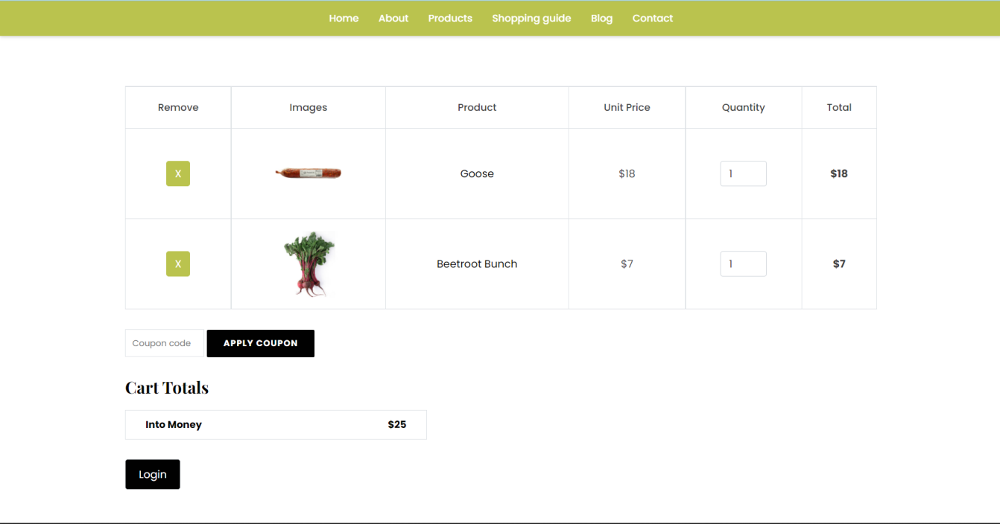 Home About Products Shopping guide Blog Contact
Remove Images Product Unit Price Quantity Total
X Goose $18 1 $18
X Beetroot Bunch $7 1 $7
Coupon code APPLY COUPON
Cart Totals
Into Money $25
Login